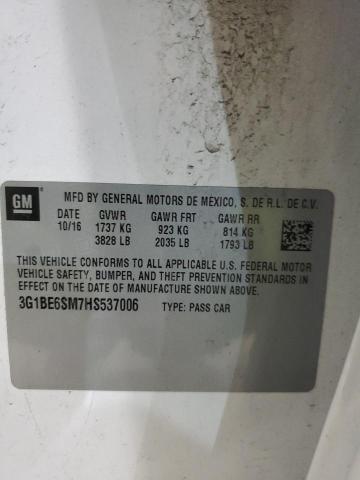 GM
MFD BY GENERAL MOTORS DE MEXICO, S. DE R.L. DE C.V.
DATE GVWR GAWR FRT GAWR RR
10/16 1737 KG 923 KG 814 KG
3828 LB 2035 LB 1793 LB
THIS VEHICLE CONFORMS TO ALL APPLICABLE U.S. FEDERAL MOTOR
VEHICLE SAFETY, BUMPER, AND THEFT PREVENTION STANDARDS IN
EFFECT ON THE DATE OF MANUFACTURE SHOWN ABOVE.
3G1BE6SM7HS537006 TYPE: PASS CAR